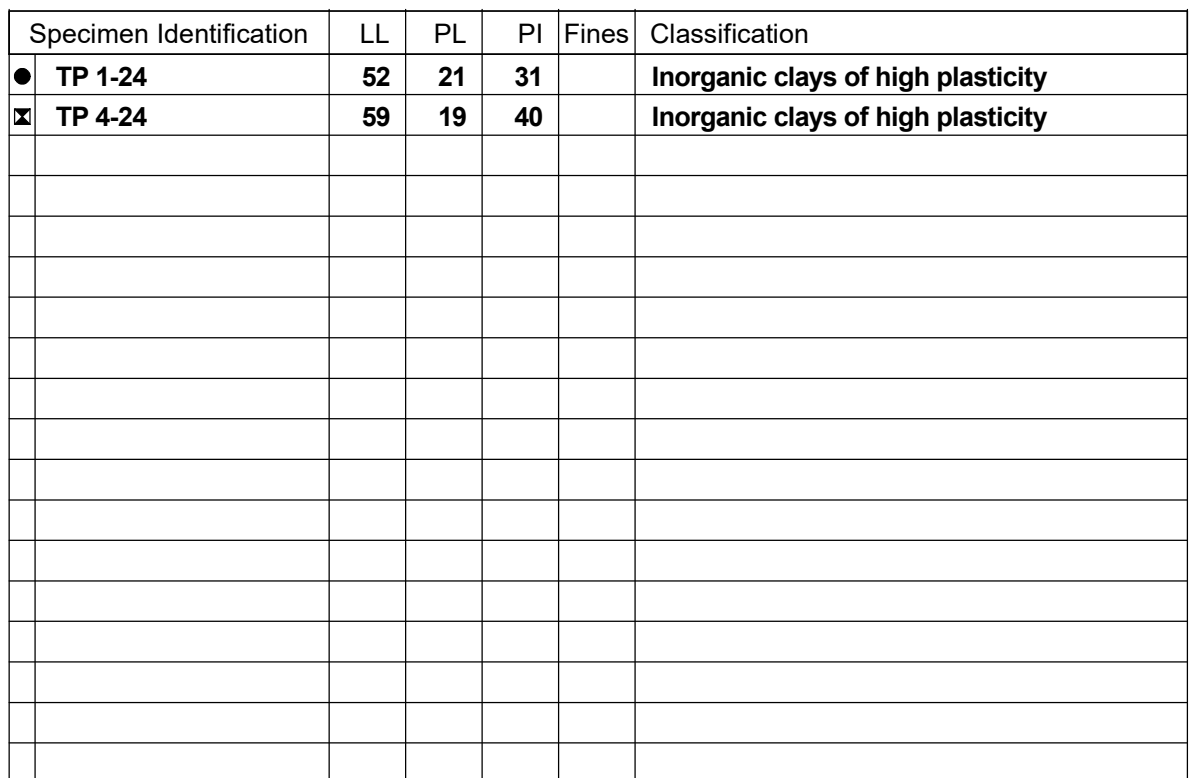 Specimen Identification LL PL PI Fines Classification
TP 1-24 52 21 31 Inorganic clays of high plasticity
TP 4-24 59 19 40 Inorganic clays of high plasticity